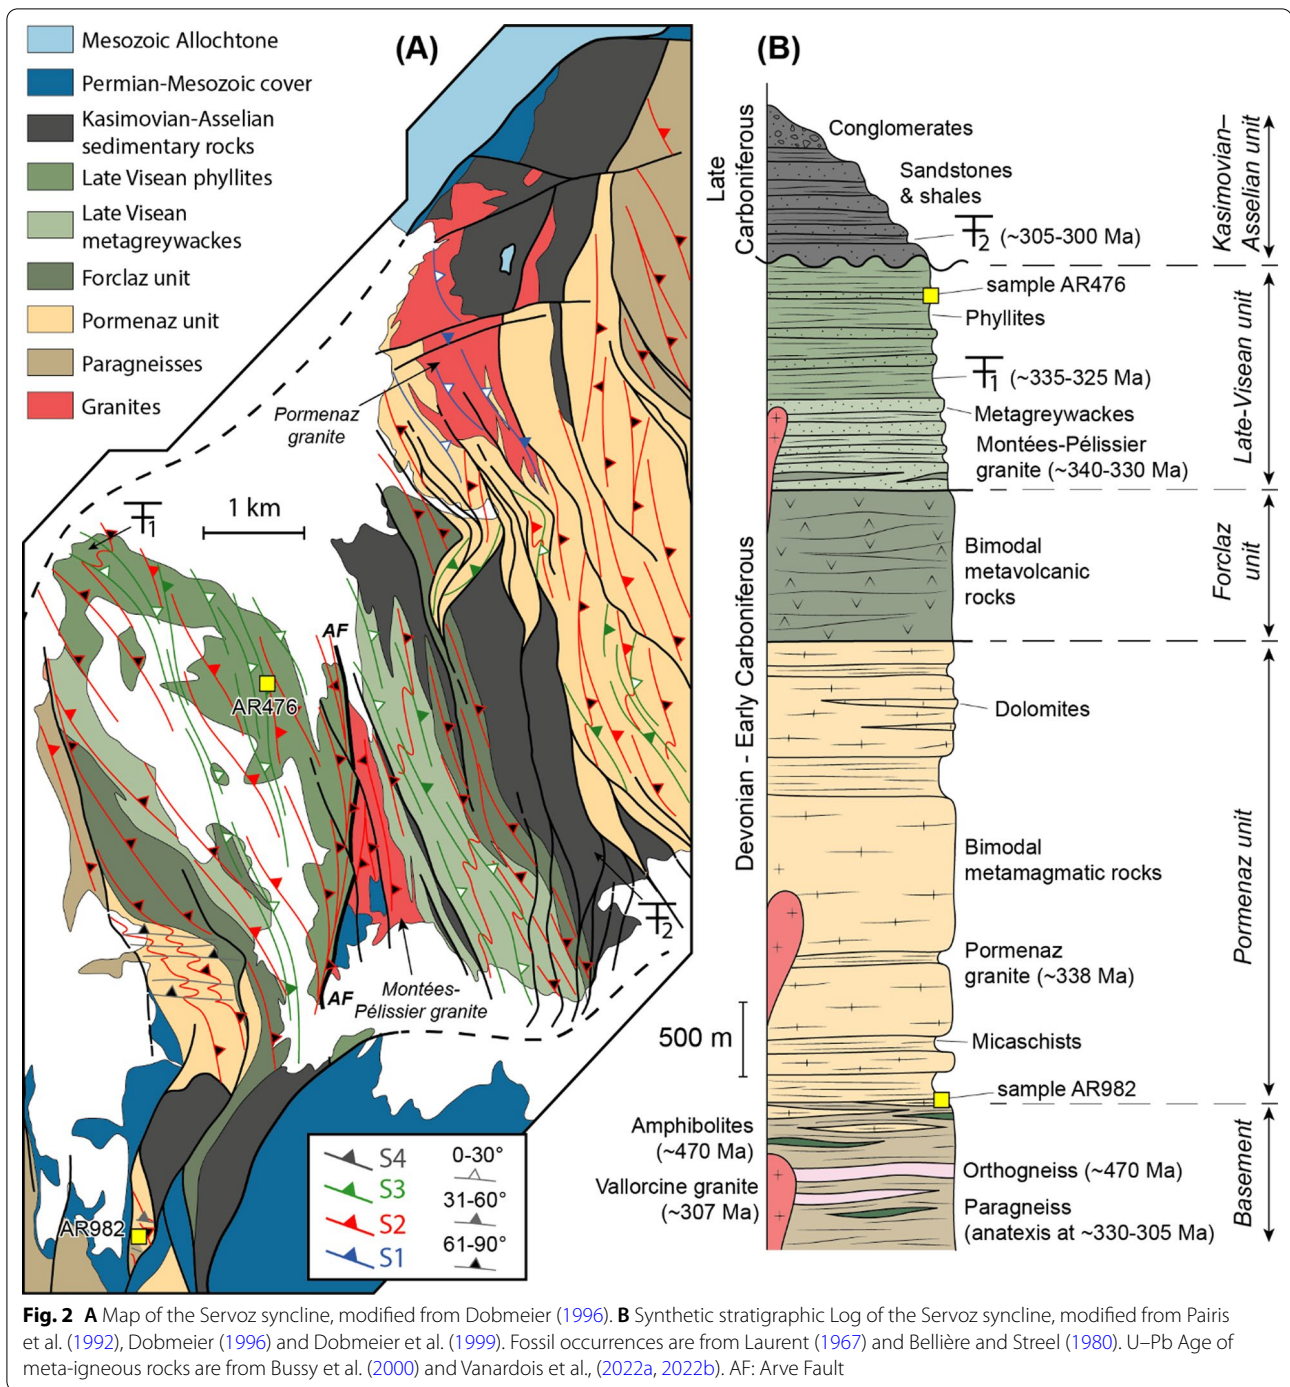 Mesozoic Allochtone
Permian-Mesozoic cover
Kasimovian-Asselian
sedimentary rocks
Late Visean phyllites
Late Visean
metagreywackes
Forclaz unit
Pormenaz unit
Paragneisses
Granites
(A)
Pormenaz
granite
1 km
T1
AF
AR476
T2
AF
Montées-
Pélissier granite
AR982
S4
S3
S2
S1
0-30°
31-60°
61-90°
(B)
Late
Carboniferous
Devonian - Early Carboniferous
Conglomerates
Sandstones
& shales
T2 (~305-300 Ma)
sample AR476
Phyllites
T1 (~335-325 Ma)
Metagreywackes
Montées-Pélissier
granite (~340-330 Ma)
Bimodal
metavolcanic
rocks
Dolomites
Bimodal
metamagmatic rocks
Pormenaz
granite (~338 Ma)
500 m
Micaschists
sample AR982
Amphibolites
(~470 Ma)
Vallorcine granite
(~307 Ma)
Orthogneiss (~470 Ma)
Paragneiss
(anatexis at ~330-305 Ma)
Kasimovian–
Asselian unit
Late-Visean unit
Forclaz
unit
Pormenaz unit
Basement
Fig. 2 A Map of the Servoz syncline, modified from Dobmeier (1996). B Synthetic stratigraphic Log of the Servoz syncline, modified from Pairis
et al. (1992), Dobmeier (1996) and Dobmeier et al. (1999). Fossil occurrences are from Laurent (1967) and Bellière and Streel (1980). U–Pb Age of
meta-igneous rocks are from Bussy et al. (2000) and Vanardois et al., (2022a, 2022b). AF: Arve Fault